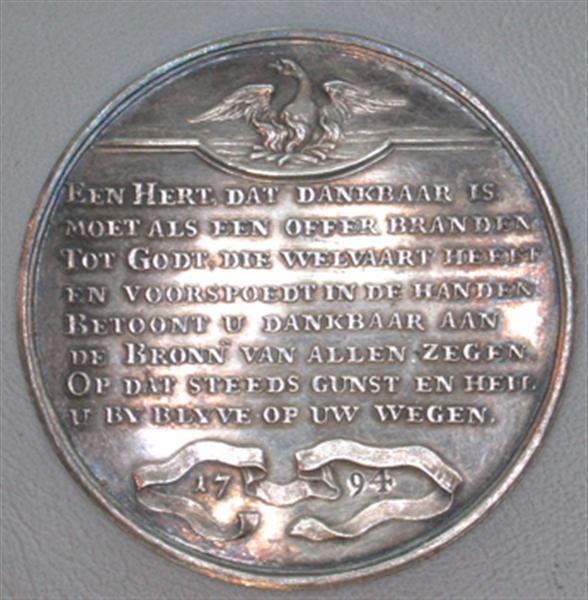 EEN HERT, DAT DANKBAAR IS
MOET ALS EEN OFFER BRANDEN
TOT GODT, DIE WELVAART HEEFT
EN VOORSPOEDT IN DE HANDEN
BETOONT U DANKBAAR AAN
DE BRONN VAN ALLEN ZEGEN.
OP DAT STEEDS GUNST EN HEIL
U BY BLYVE OP UW WEGEN.
1794